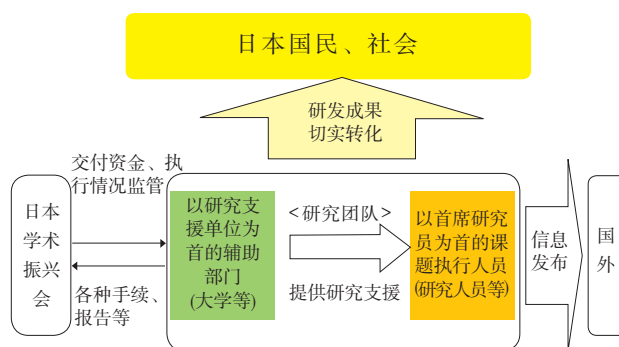 日本国民、社会
研发成果
切实转化
交付资金、执
行情况监管
日本
学术
振兴
会
各种手续、
报告等
以研究支
援单位为
首的辅助
部门
(大学等)
<研究团队>
提供研究支援
以首席研究
员为首的课
题执行人员
(研究人员等)
信息
发布
国
外